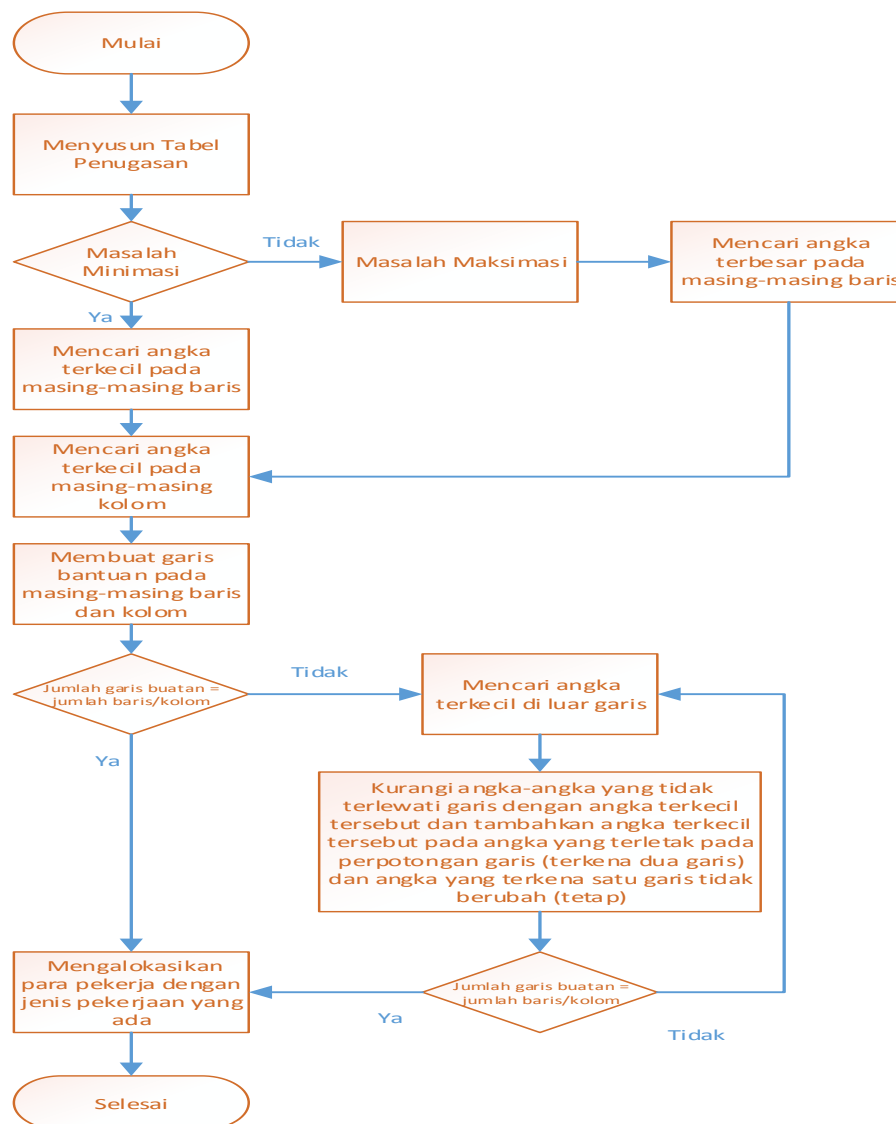 Mulai
Menyusun Tabel
Penugasan
Masalah
Minimasi
Tidak
Masalah Maksimasi
Mencari angka
terbesar pada
masing-masing baris
Ya
Mencari angka
terkecil pada
masing-masing baris
Mencari angka
terkecil pada
masing-masing
kolom
Membuat garis
bantuan pada
masing-masing baris
dan kolom
Jumlah garis buatan =
jumlah baris/kolom
Tidak
Mencari angka
terkecil di luar garis
Ya
Kurangi angka-angka yang tidak
terlewati garis dengan angka terkecil
tersebut dan tambahkan angka terkecil
tersebut pada angka yang terletak pada
perpotongan garis (terkena dua garis)
dan angka yang terkena satu garis tidak
berubah (tetap)
Jumlah garis buatan =
jumlah baris/kolom
Ya
Tidak
Mengalokasikan
para pekerja dengan
jenis pekerjaan yang
ada
Selesai